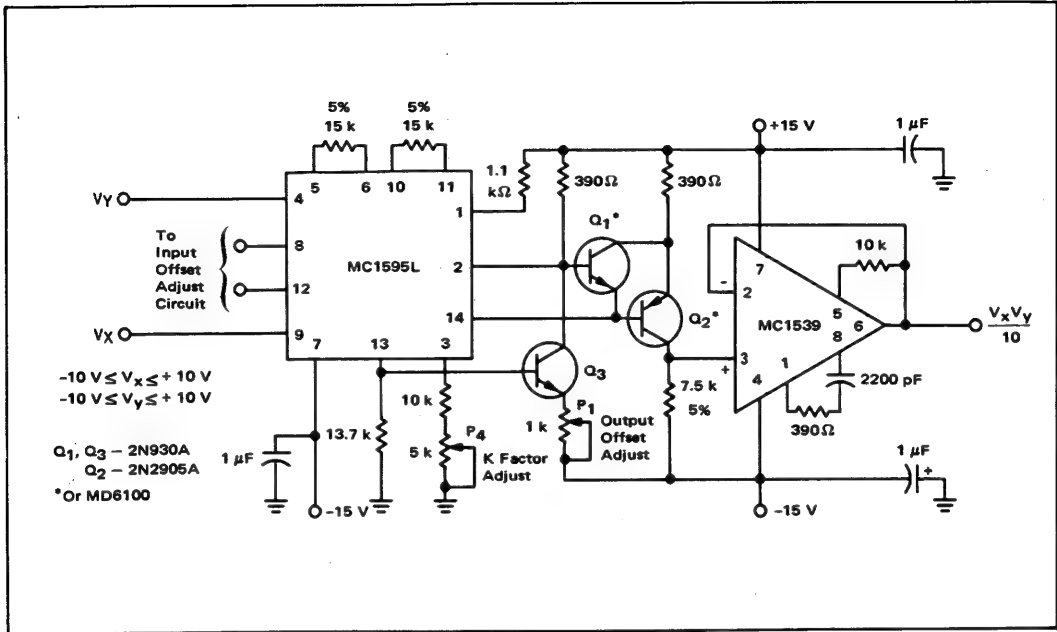 5%
15 k
5%
15 k
5
6
10
11
1.1
kΩ
390Ω
390Ω
+15 V
1 µF
VY
4
1
To
Input
Offset
Adjust
Circuit
8
12
MC1595L
2
14
VX
9
7
13
3
Q1*
Q2*
Q3
-
2
7
10 k
5
6
MC1539
8
VxVy
10
3
+
1
4
2200 pF
390Ω
-10 V ≤ Vx ≤ + 10 V
-10 V ≤ Vy ≤ + 10 V
Q1, Q3 – 2N930A
Q2 – 2N2905A
*Or MD6100
1 µF
13.7 k
10 k
P4
5 k
K Factor
Adjust
P1
1 k
Output
Offset
Adjust
7.5 k
5%
1 µF
+
-15 V
-15 V